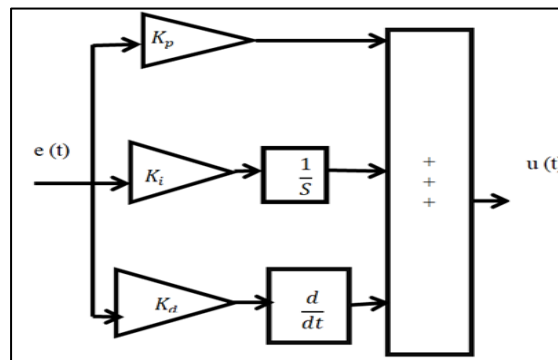 K_p
e (t)
K_i
1/S
+
+
+
u (t)
K_d
d/dt